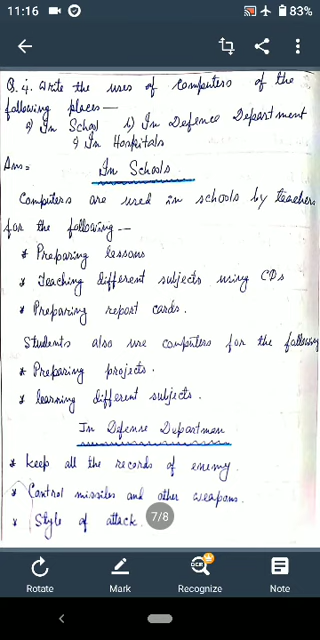 11:16
83%
Q.4. Write the uses of computers of the
following places—
a) In School b) In Defence Department
c) In Hospitals
Ans=
In Schools
Computers are used in schools by teachers
for the following—
* Preparing lessons
* Teaching different subjects using CDs
* Preparing report cards.
Students also use computers for the following
* Preparing projects.
* learning different subjects.
In Defense Departmen
* keep all the records of enemy.
* Control missiles and other weapons.
* Style of attack.
7/8
OCR
Rotate
Mark
Recognize
Note